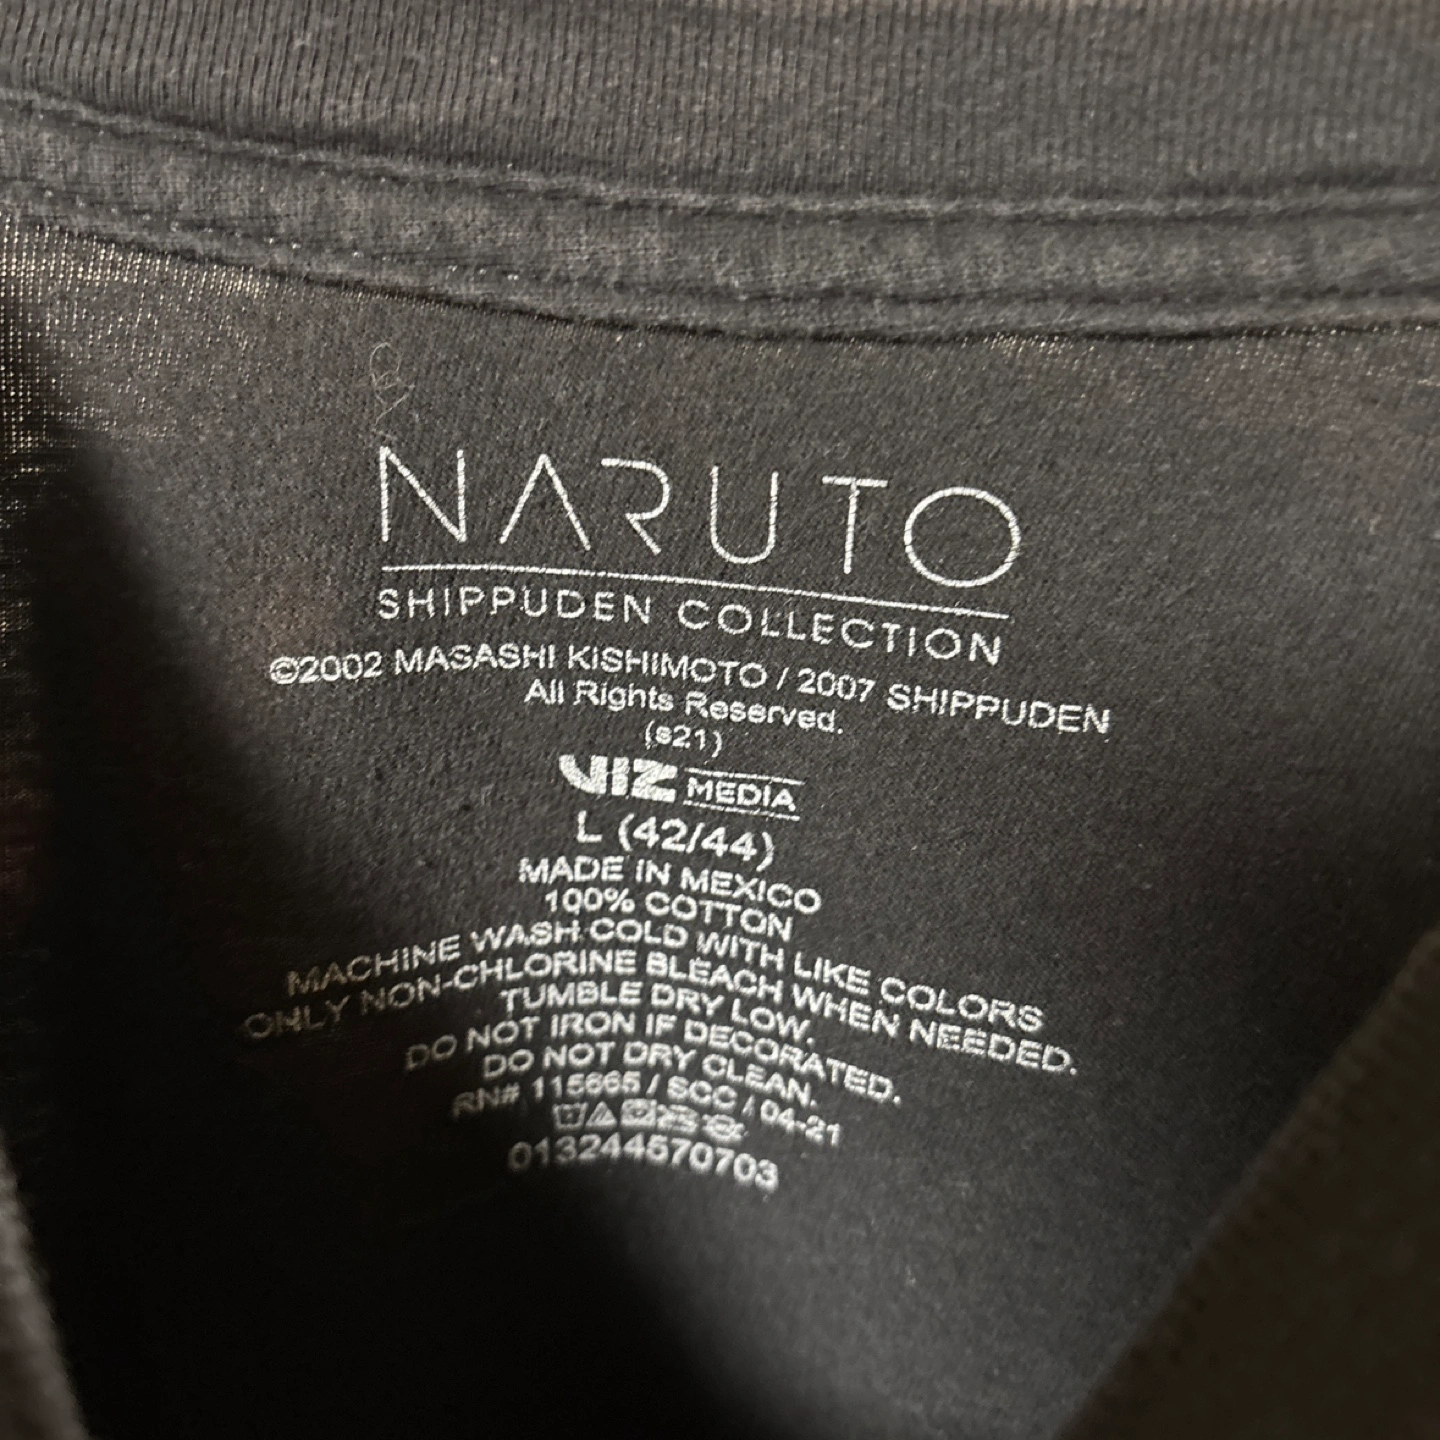 NARUTO
SHIPPUDEN COLLECTION
©2002 MASASHI KISHIMOTO / 2007 SHIPPUDEN
All Rights Reserved.
(s21)
VIZ MEDIA
L (42/44)
MADE IN MEXICO
100% COTTON
MACHINE WASH COLD WITH LIKE COLORS
ONLY NON-CHLORINE BLEACH WHEN NEEDED.
TUMBLE DRY LOW.
DO NOT IRON IF DECORATED.
DO NOT DRY CLEAN.
RN# 115665 / SCC / 04-21
013244570703